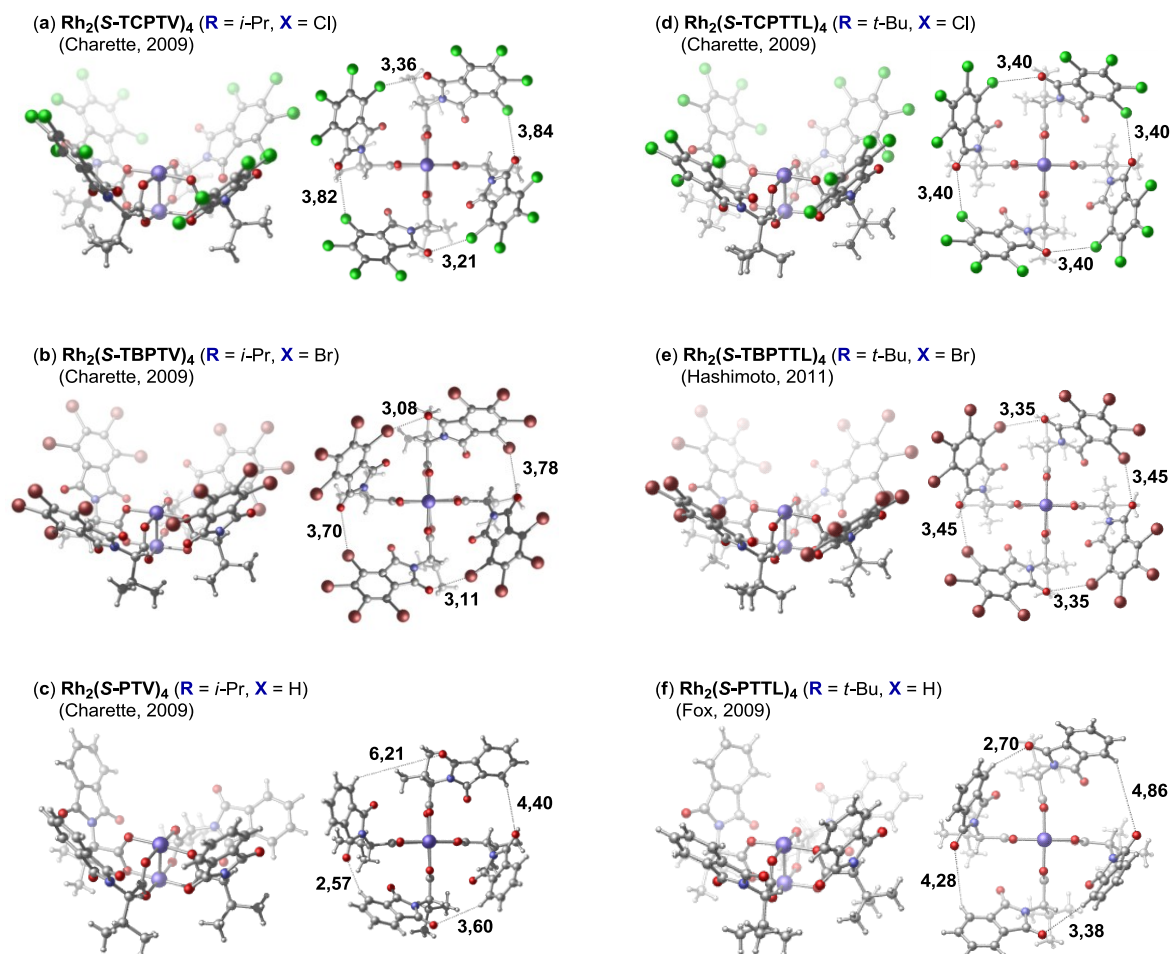 (a) Rh2(S-TCPTV)4 (R = i-Pr, X = Cl)
(Charette, 2009)
3,36
3,84
3,82
3,21
(d) Rh2(S-TCPTTL)4 (R = t-Bu, X = Cl)
(Charette, 2009)
3,40
3,40
3,40
3,40
(b) Rh2(S-TBPTV)4 (R = i-Pr, X = Br)
(Charette, 2009)
3,08
3,78
3,70
3,11
(e) Rh2(S-TBPTTL)4 (R = t-Bu, X = Br)
(Hashimoto, 2011)
3,35
3,45
3,45
3,35
(c) Rh2(S-PTV)4 (R = i-Pr, X = H)
(Charette, 2009)
6,21
4,40
2,57
3,60
(f) Rh2(S-PTTL)4 (R = t-Bu, X = H)
(Fox, 2009)
2,70
4,86
4,28
3,38